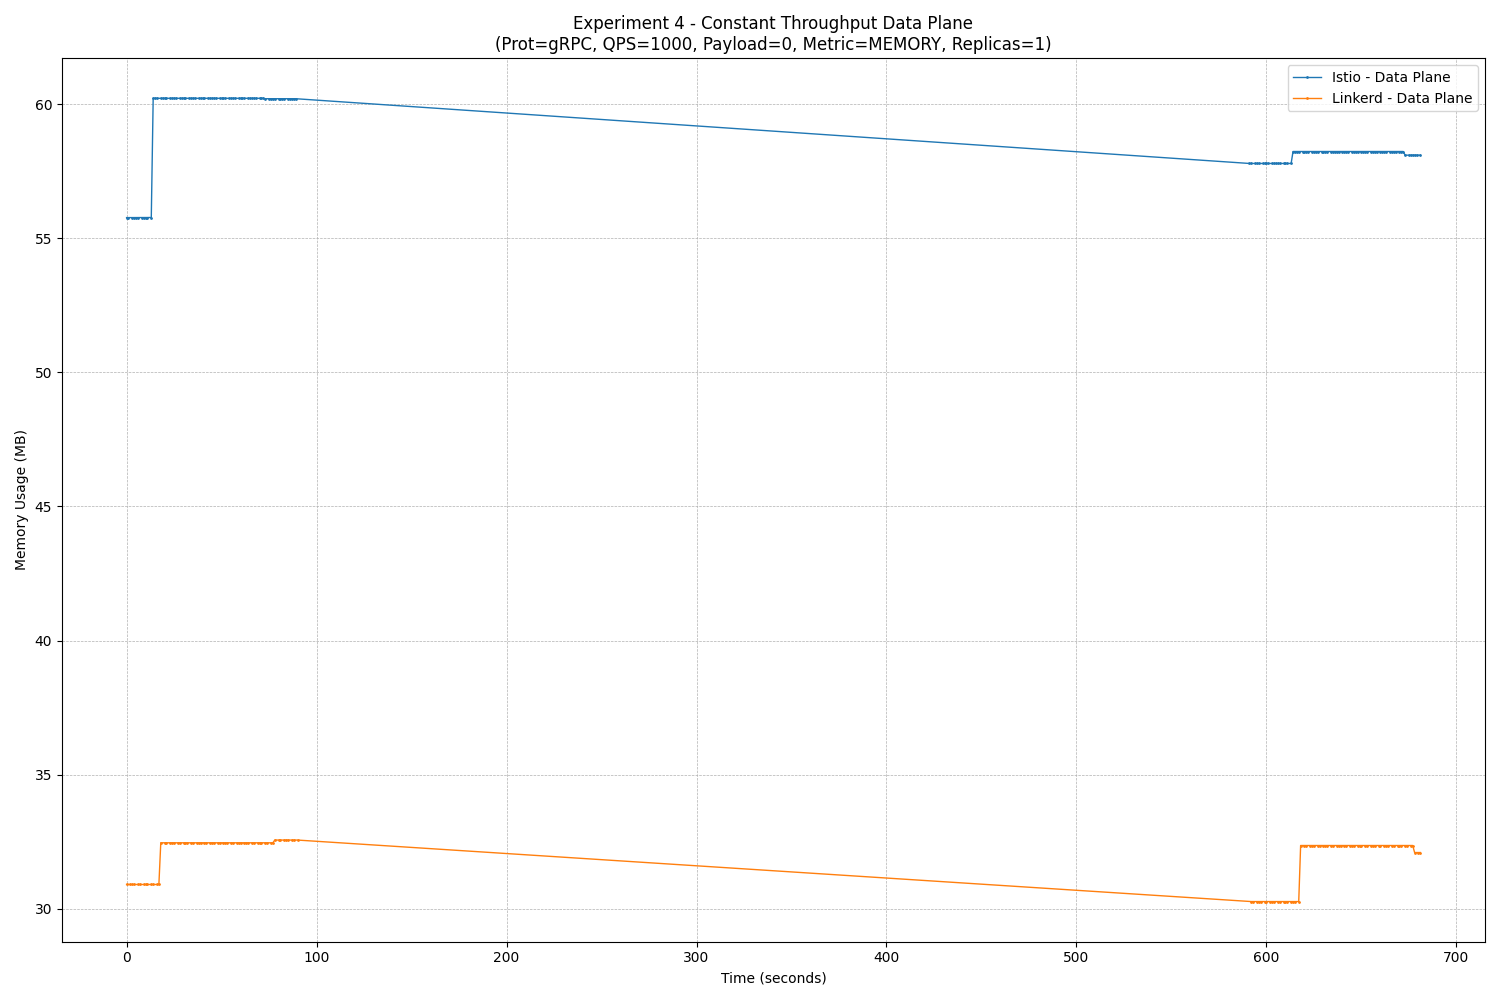 Experiment 4 - Constant Throughput Data Plane
(Prot=gRPC, QPS=1000, Payload=0, Metric=MEMORY, Replicas=1)
Istio - Data Plane
Linkerd - Data Plane
Memory Usage (MB)
60
55
50
45
40
35
30
0 100 200 300 400 500 600 700
Time (seconds)